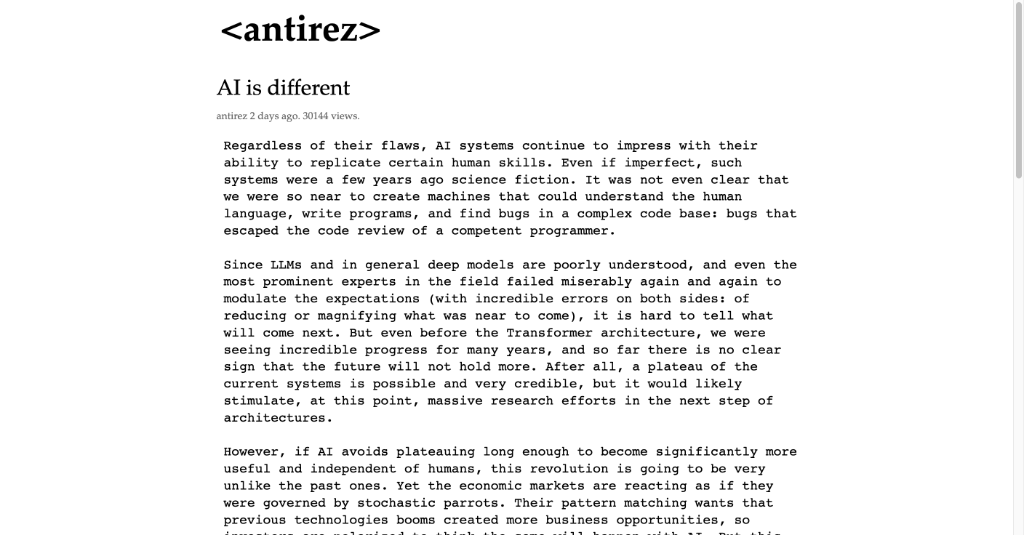 <antirez>
AI is different
antirez 2 days ago. 30144 views.
Regardless of their flaws, AI systems continue to impress with their
ability to replicate certain human skills. Even if imperfect, such
systems were a few years ago science fiction. It was not even clear that
we were so near to create machines that could understand the human
language, write programs, and find bugs in a complex code base: bugs that
escaped the code review of a competent programmer.
Since LLMs and in general deep models are poorly understood, and even the
most prominent experts in the field failed miserably again and again to
modulate the expectations (with incredible errors on both sides: of
reducing or magnifying what was near to come), it is hard to tell what
will come next. But even before the Transformer architecture, we were
seeing incredible progress for many years, and so far there is no clear
sign that the future will not hold more. After all, a plateau of the
current systems is possible and very credible, but it would likely
stimulate, at this point, massive research efforts in the next step of
architectures.
However, if AI avoids plateauing long enough to become significantly more
useful and independent of humans, this revolution is going to be very
unlike the past ones. Yet the economic markets are reacting as if they
were governed by stochastic parrots. Their pattern matching wants that
previous technologies booms created more business opportunities, so